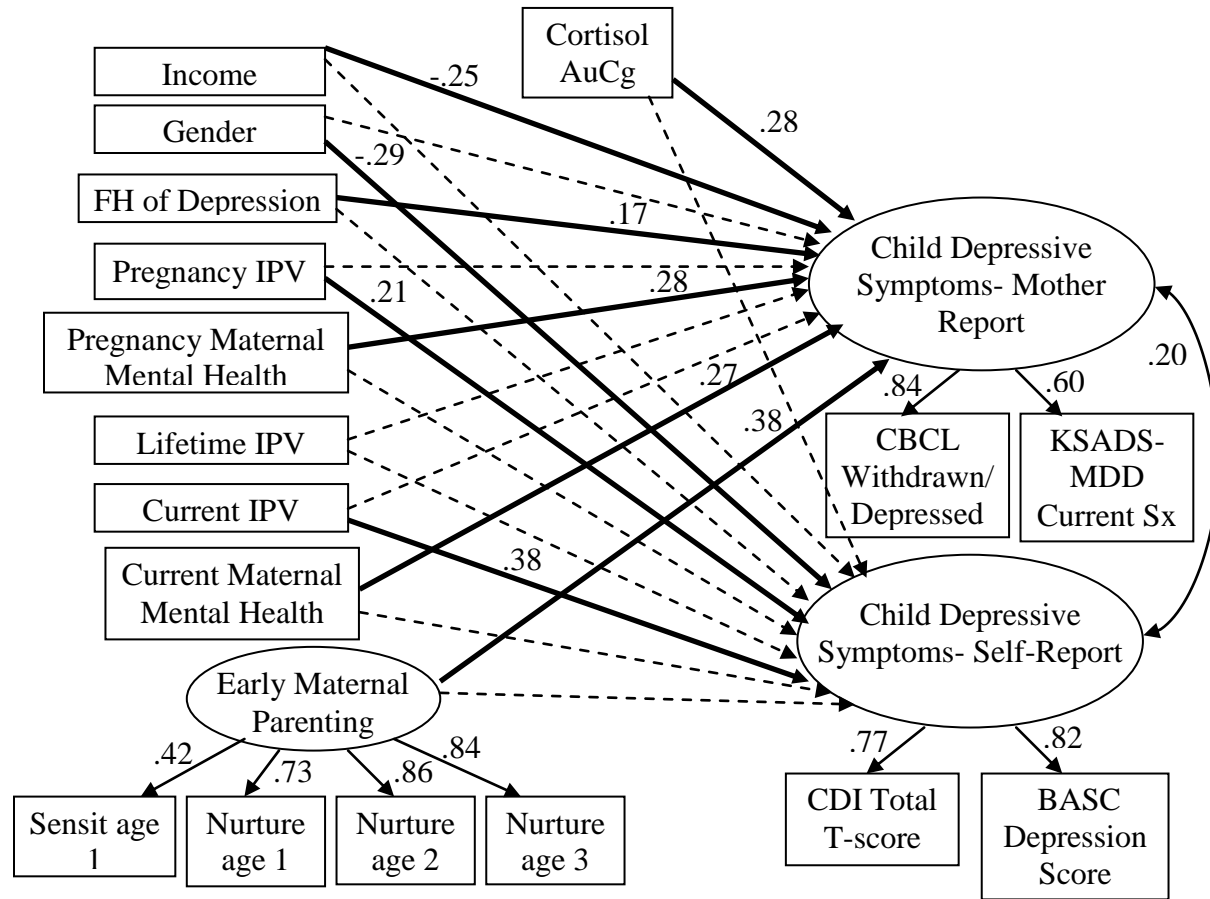 Income
Gender
FH of Depression
Pregnancy IPV
Pregnancy Maternal
Mental Health
Lifetime IPV
Current IPV
Current Maternal
Mental Health
Early Maternal
Parenting
.42
.73
.86
.84
Sensit age
1
Nurture
age 1
Nurture
age 2
Nurture
age 3
Cortisol
AuCg
-.25
.28
-.29
.17
.21
.28
.27
.38
.38
Child Depressive
Symptoms- Mother
Report
.20
.84
.60
CBCL
Withdrawn/
Depressed
KSADS-
MDD
Current Sx
Child Depressive
Symptoms- Self-Report
.77
.82
CDI Total
T-score
BASC
Depression
Score